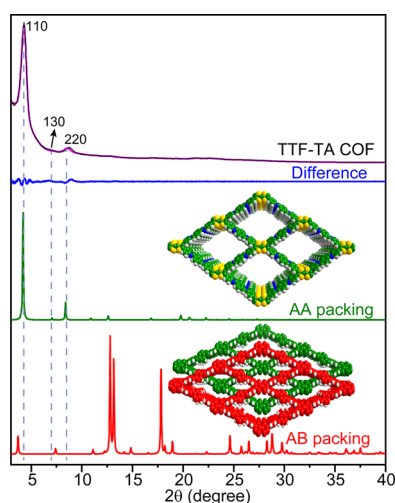 110
130
220
TTF-TA COF
Difference
AA packing
AB packing
5 10 15 20 25 30 35 40
2θ (degree)